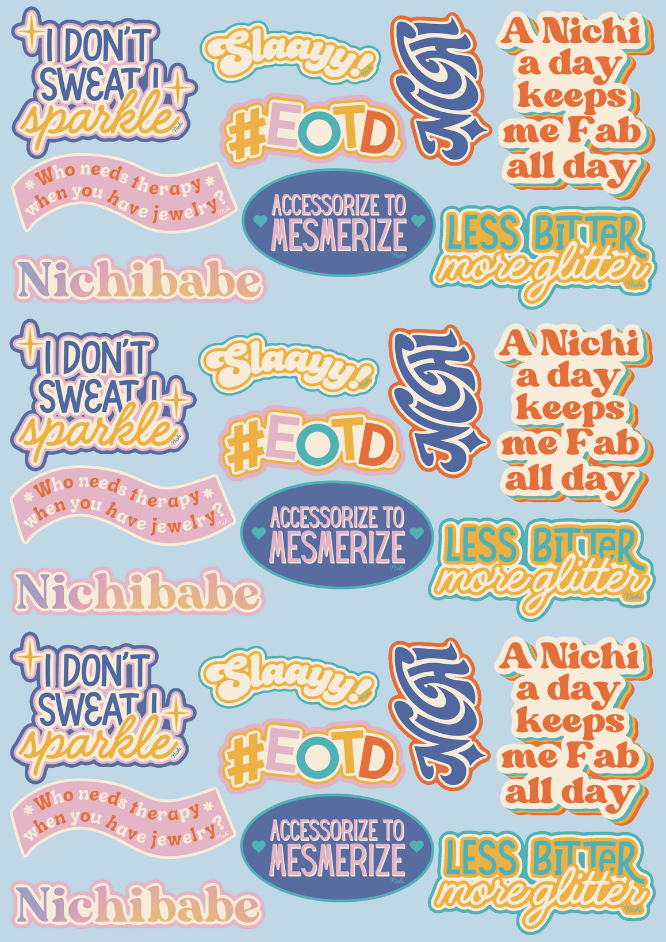 I DON'T
SWEAT I
sparkle
Slaayy!
#EOTD
NICHI
A Nichi
a day
keeps
me Fab
all day
*Who needs therapy*
when you have jewelry?
ACCESSORIZE TO
MESMERIZE
LESS BITTER
more glitter
Nichibabe
I DON'T
SWEAT I
sparkle
Slaayy!
#EOTD
NICHI
A Nichi
a day
keeps
me Fab
all day
*Who needs therapy*
when you have jewelry?
ACCESSORIZE TO
MESMERIZE
LESS BITTER
more glitter
Nichibabe
I DON'T
SWEAT I
sparkle
Slaayy!
#EOTD
NICHI
A Nichi
a day
keeps
me Fab
all day
*Who needs therapy*
when you have jewelry?
ACCESSORIZE TO
MESMERIZE
LESS BITTER
more glitter
Nichibabe